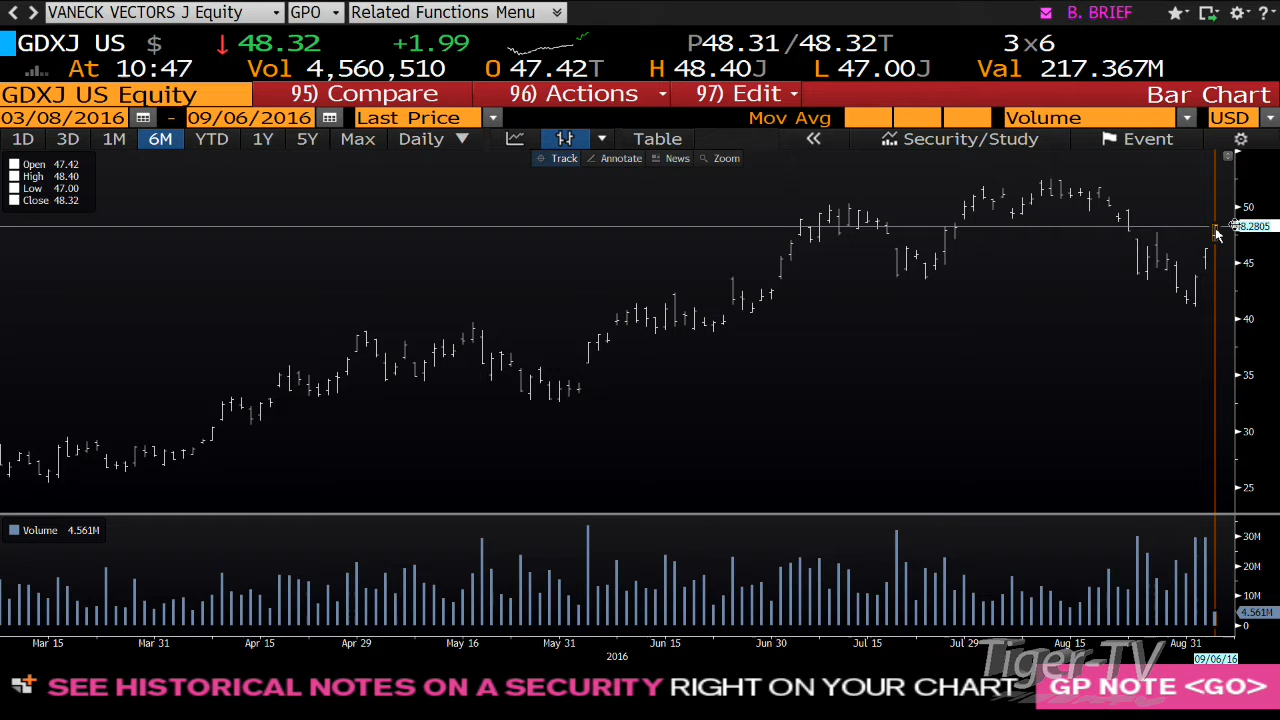 VANECK VECTORS J Equity GPO Related Functions Menu B. BRIEF ?
GDXJ US $ ↓ 48.32 +1.99 P48.31/48.32T 3×6
At 10:47 Vol 4,560,510 O 47.42T H 48.40J L 47.00J Val 217.367M
GDXJ US Equity 95) Compare 96) Actions 97) Edit Bar Chart
03/08/2016 - 09/06/2016 Last Price Mov Avg Volume USD
1D 3D 1M 6M YTD 1Y 5Y Max Daily ▼ Table « Security/Study Event
Track Annotate News Zoom
Open 47.42
High 48.40
Low 47.00
Close 48.32
50
8.2805
45
40
35
30
25
Volume 4.561M
30M
20M
10M
4.561M
0
Mar 15 Mar 31 Apr 15 Apr 29 May 16 May 31 Jun 15 Jun 30 Jul 15 Jul 29 Aug 15 Aug 31
2016
09/06/16
Tiger-TV
SEE HISTORICAL NOTES ON A SECURITY RIGHT ON YOUR CHART GP NOTE <GO>